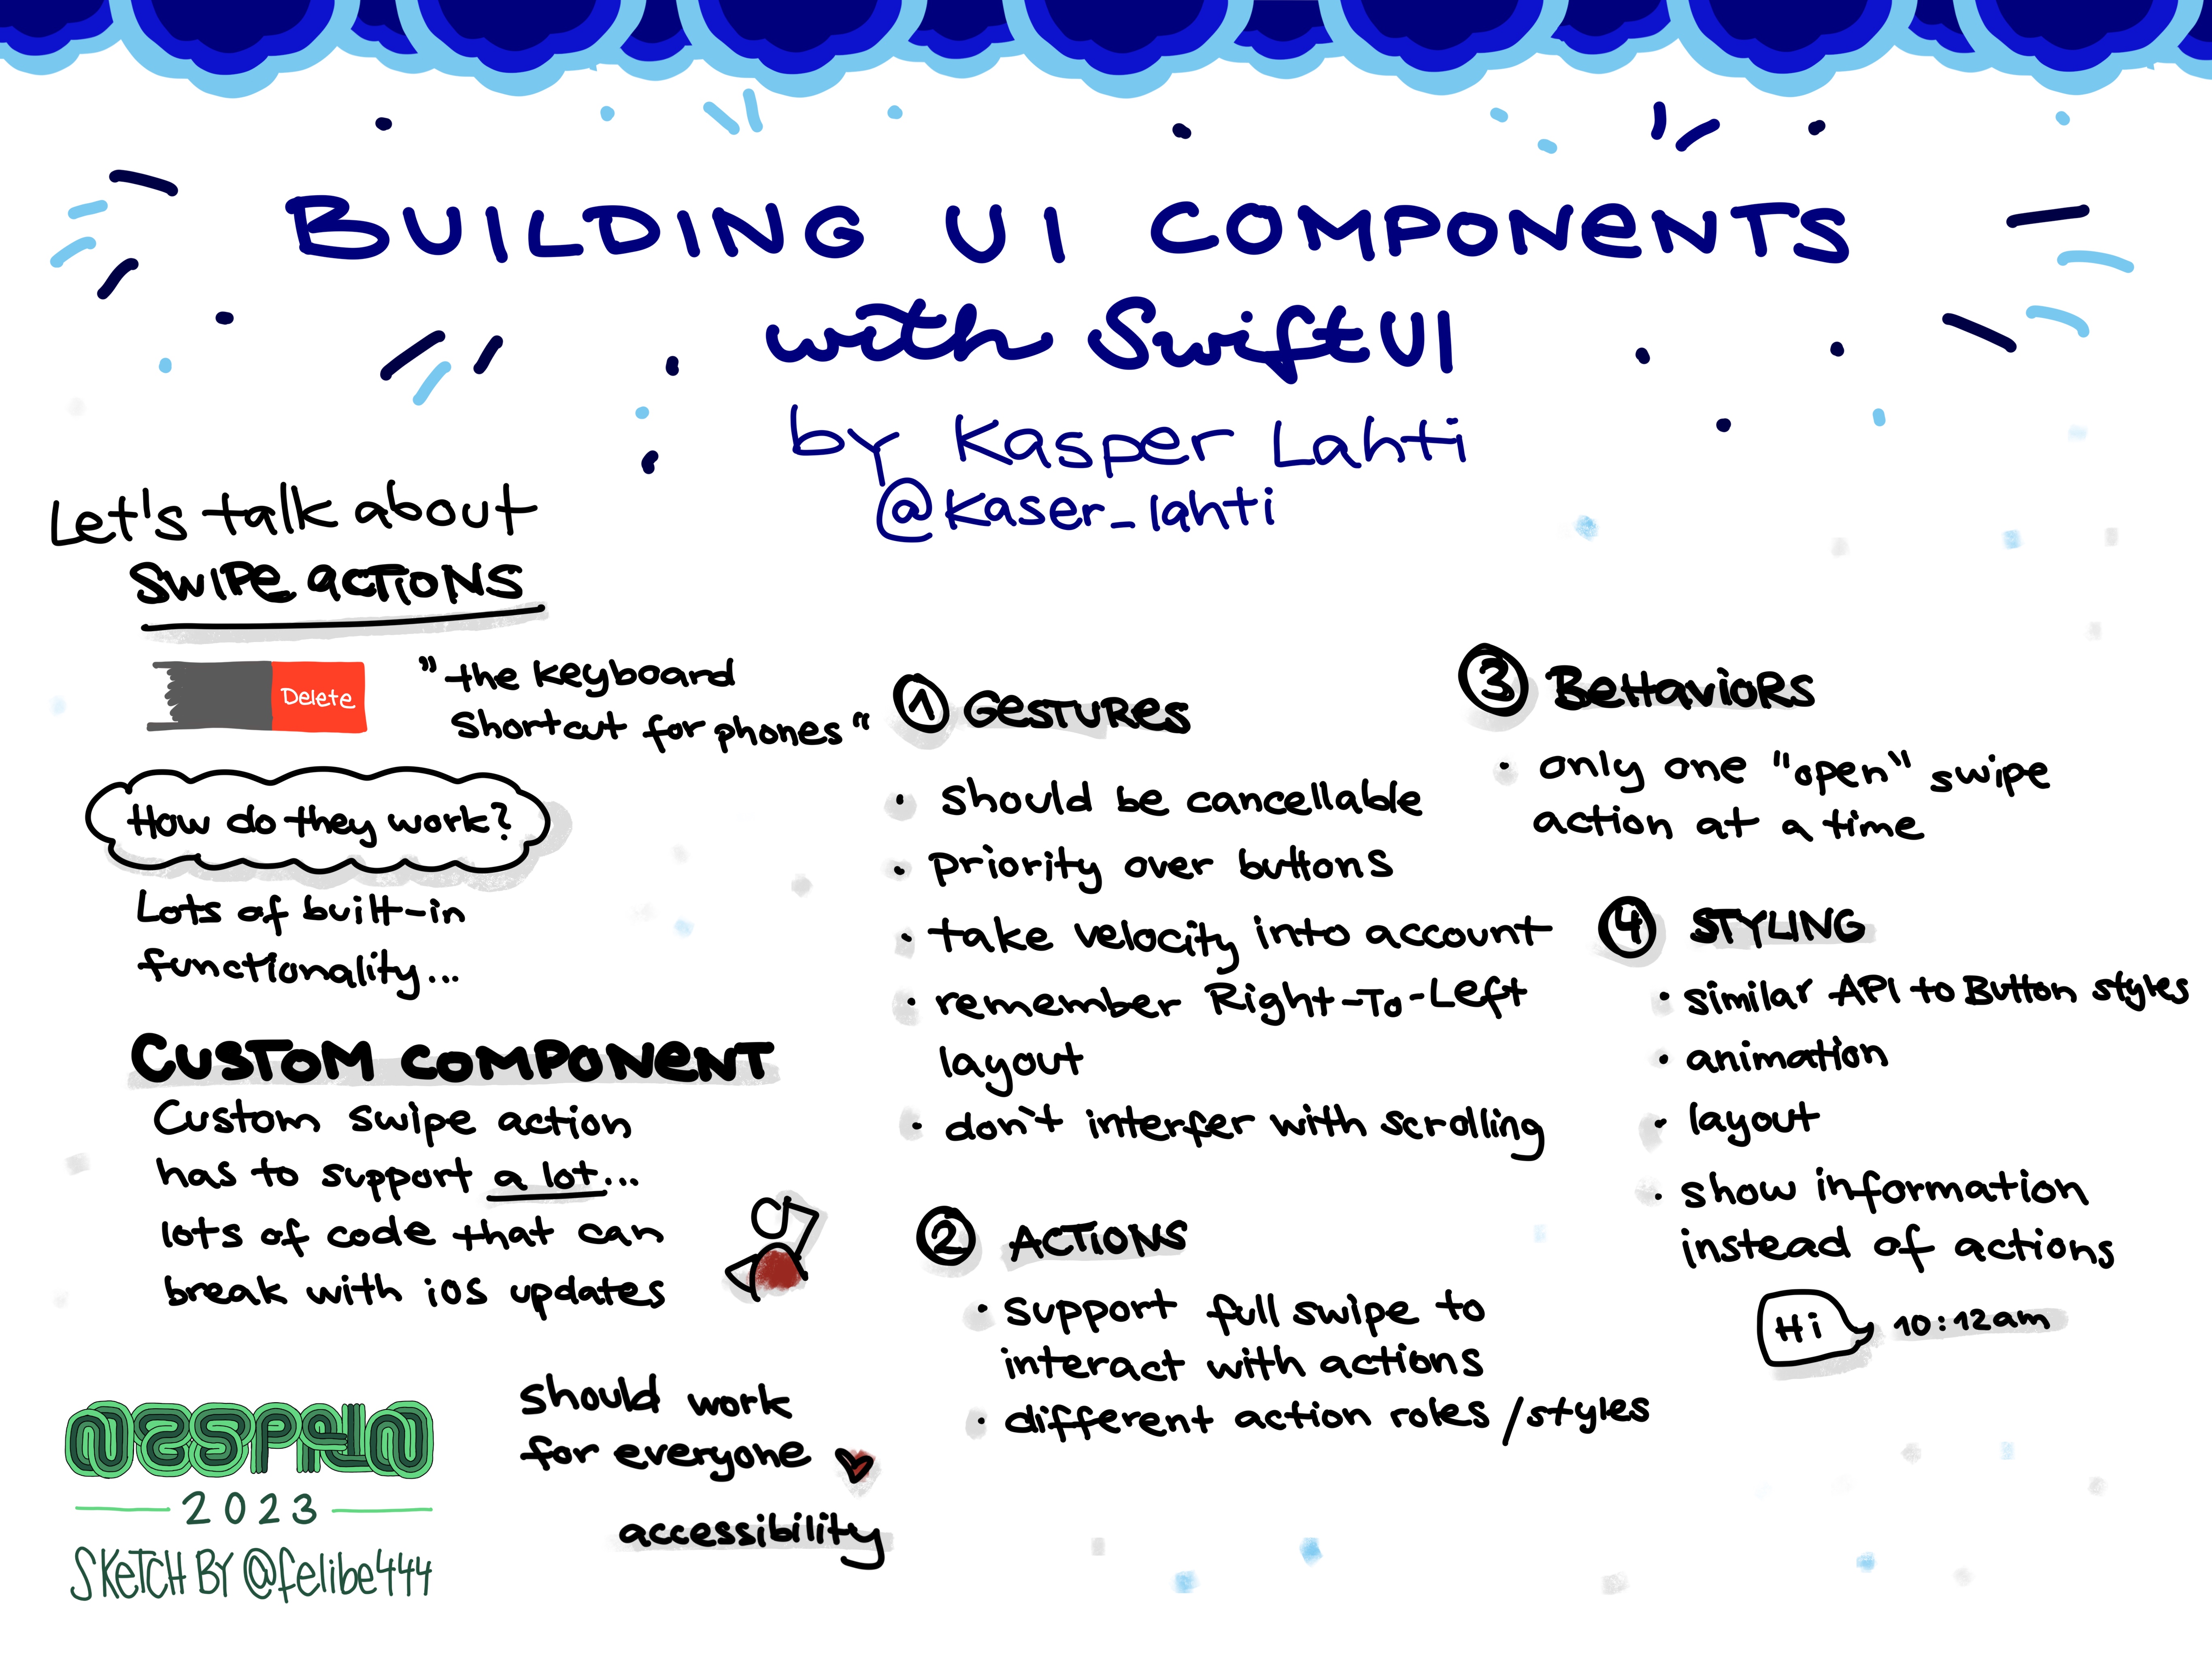 BUILDING UI COMPONENTS
with SwiftUI
by Kasper Lahti
@kaser_lahti
Let's talk about
SWIPE ACTIONS
Delete
"the keyboard
shortcut for phones"
How do they work?
Lots of built-in
functionality...
CUSTOM COMPONENT
Custom swipe action
has to support a lot...
lots of code that can
break with iOS updates
should work
for everyone
accessibility
1 GESTURES
• should be cancellable
• priority over buttons
• take velocity into account
• remember Right-To-Left
layout
• don't interfer with scrolling
2 ACTIONS
• support full swipe to
interact with actions
• different action roles/styles
3 BEHAVIORS
• only one "open" swipe
action at a time
4 STYLING
• similar API to Button styles
• animation
• layout
• show information
instead of actions
Hi 10:12am
NSSPAIN
2023
SKETCH BY @felibe444